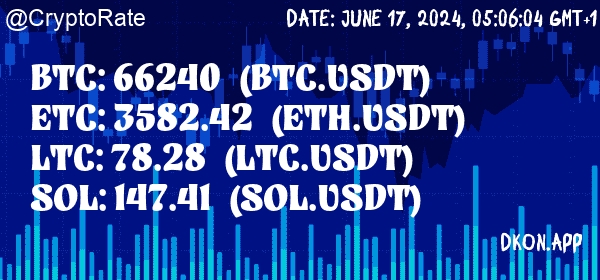 @CryptoRate
DATE: JUNE 17, 2024, 05:06:04 GMT+1
BTC: 66240 (BTC.USDT)
ETC: 3582.42 (ETH.USDT)
LTC: 78.28 (LTC.USDT)
SOL: 147.41 (SOL.USDT)
DKON.APP